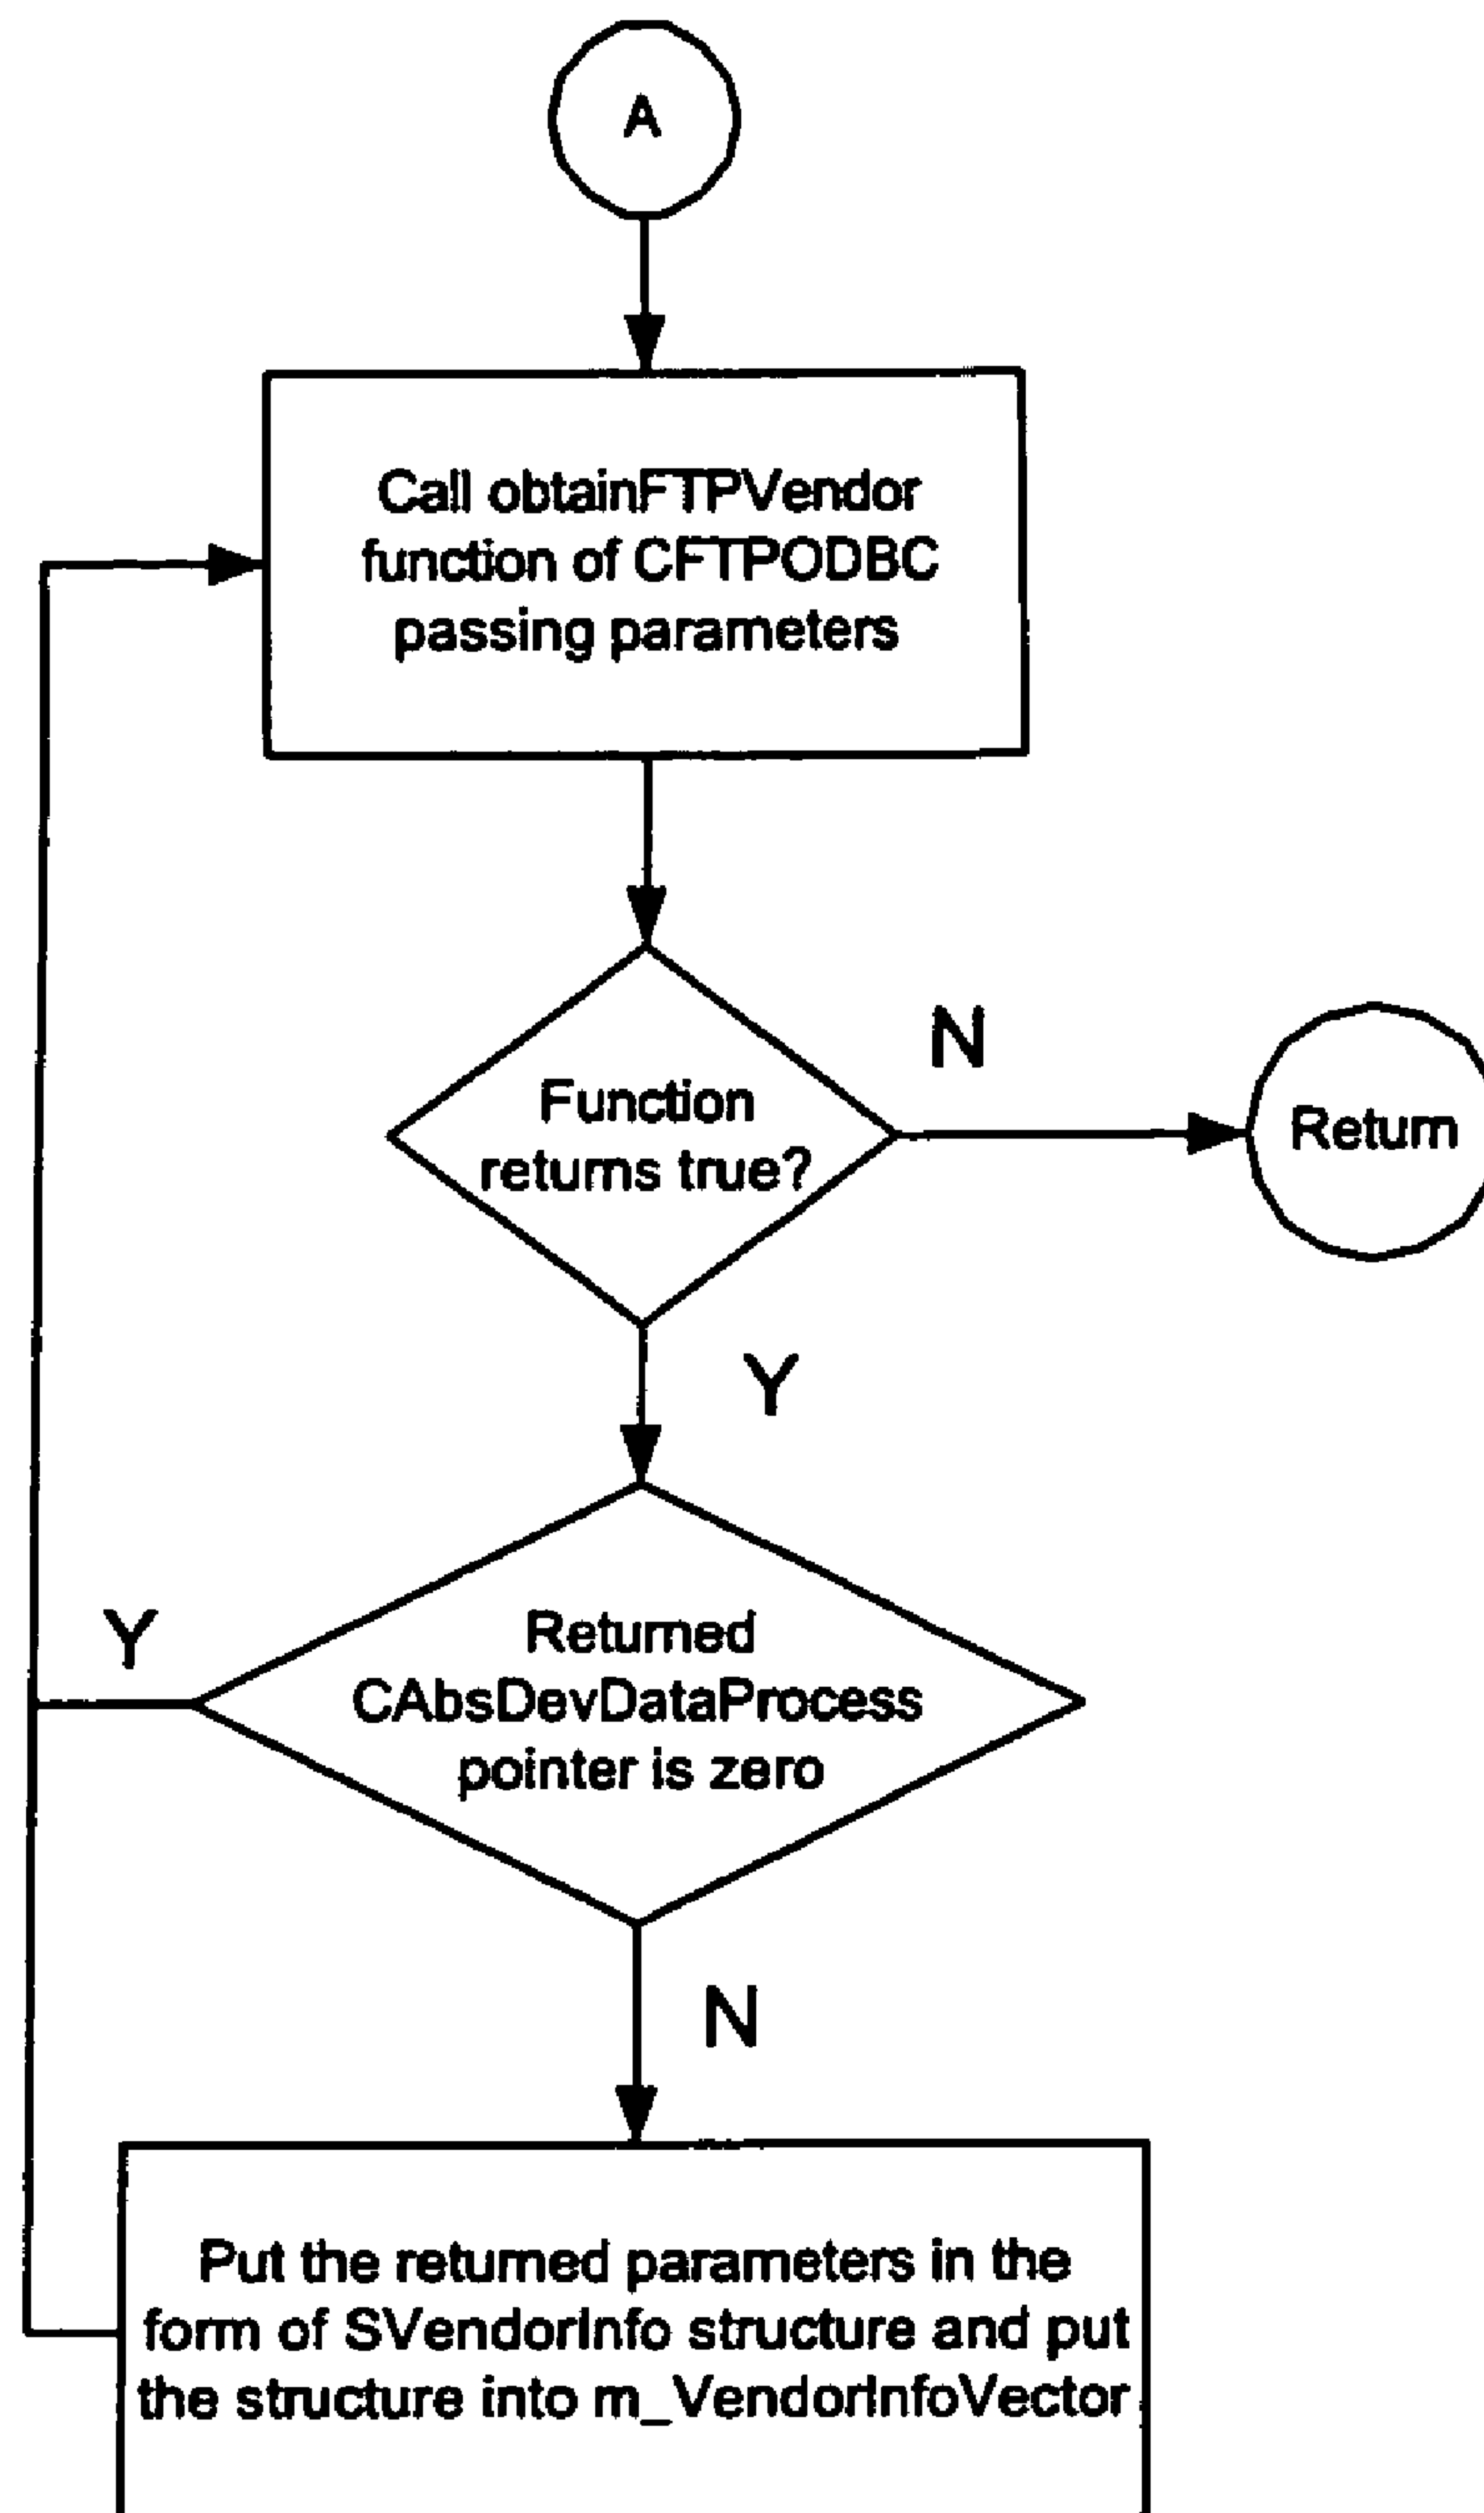 A
Call obtainFTPVendor
function of CFTPODBC
passing parameters
N
Function
returns true?
Return
Y
Y
Returned
CAbsDevDataProcess
pointer is zero
N
Put the returned parameters in the
form of SVendorInfo structure and put
the structure into m_VendorInfoVector